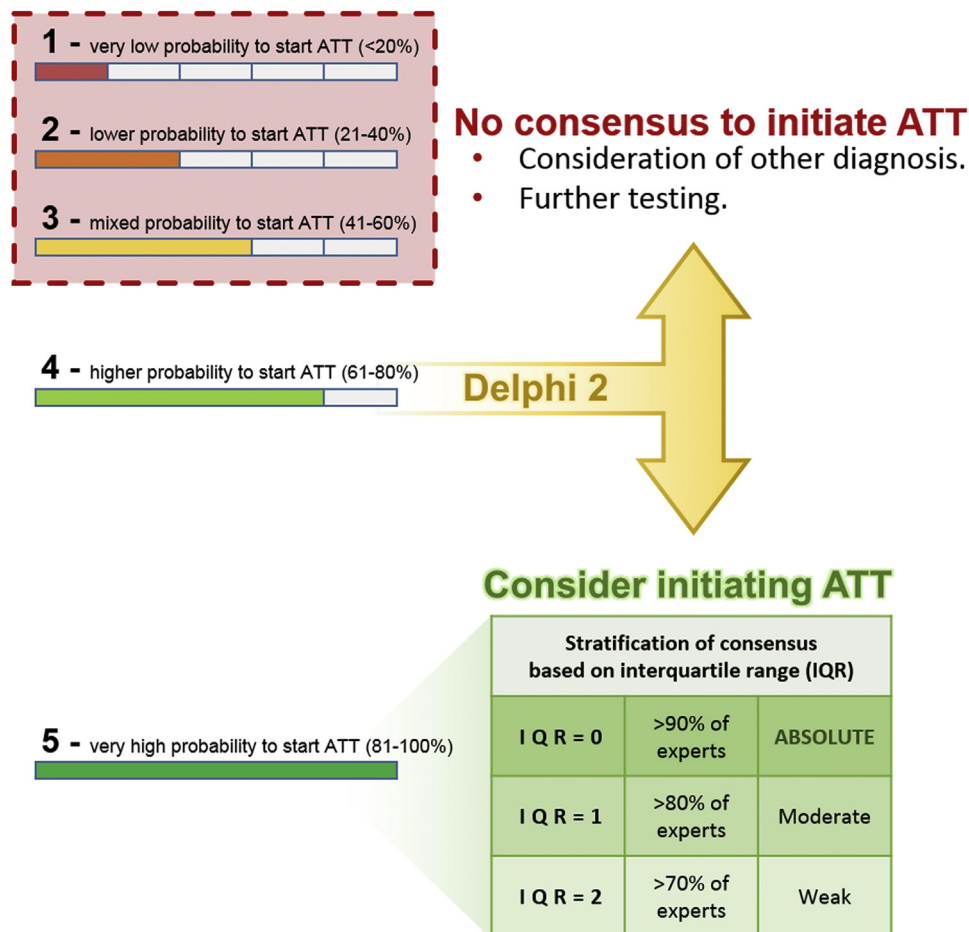 1 - very low probability to start ATT (<20%)
2 - lower probability to start ATT (21-40%)
3 - mixed probability to start ATT (41-60%)
No consensus to initiate ATT
• Consideration of other diagnosis.
• Further testing.
4 - higher probability to start ATT (61-80%)
Delphi 2
Consider initiating ATT
Stratification of consensus
based on interquartile range (IQR)
5 - very high probability to start ATT (81-100%)
I Q R = 0
>90% of
experts
ABSOLUTE
I Q R = 1
>80% of
experts
Moderate
I Q R = 2
>70% of
experts
Weak